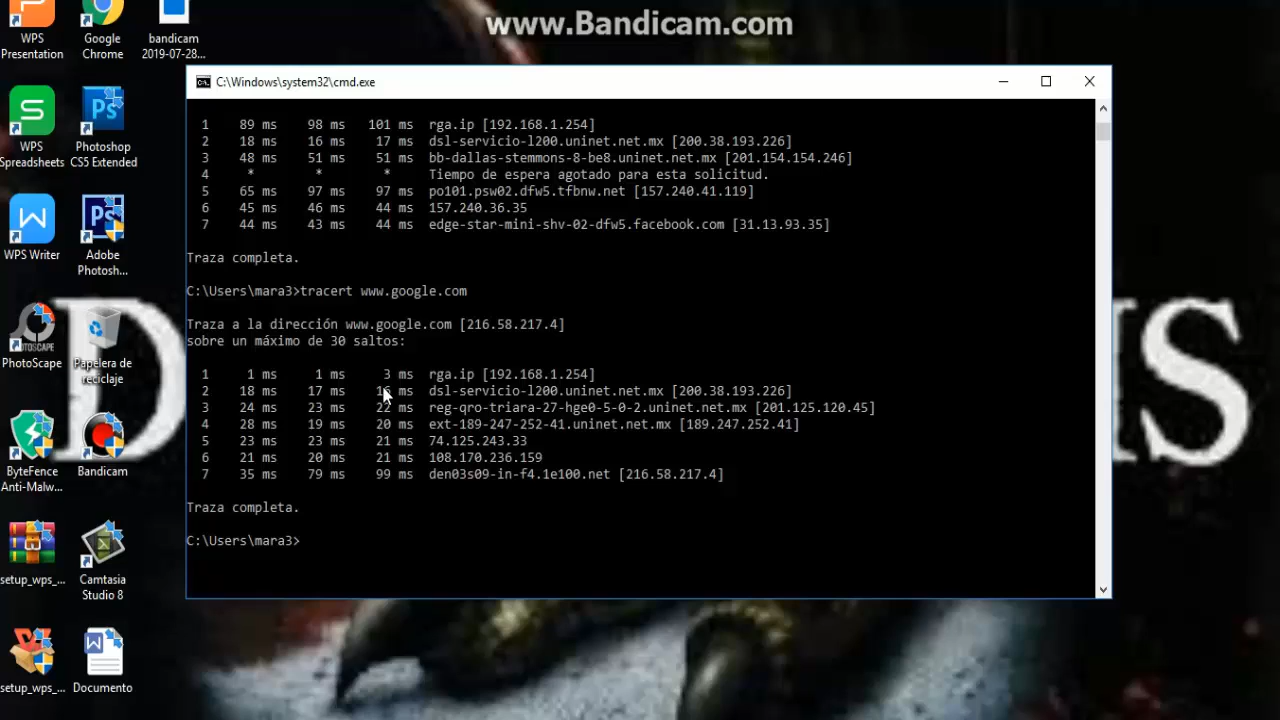 www.Bandicam.com
WPS Presentation
Google Chrome
bandicam 2019-07-28...
WPS Spreadsheets
Photoshop CS5 Extended
WPS Writer
Adobe Photosh...
PhotoScape
Papelera de reciclaje
ByteFence Anti-Malw...
Bandicam
setup_wps_...
Camtasia Studio 8
setup_wps_...
Documento
C:\Windows\system32\cmd.exe
1 89 ms 98 ms 101 ms rga.ip [192.168.1.254]
2 18 ms 16 ms 17 ms dsl-servicio-l200.uninet.net.mx [200.38.193.226]
3 48 ms 51 ms 51 ms bb-dallas-stemmons-8-be8.uninet.net.mx [201.154.154.246]
4 * * * Tiempo de espera agotado para esta solicitud.
5 65 ms 97 ms 97 ms po101.psw02.dfw5.tfbnw.net [157.240.41.119]
6 45 ms 46 ms 44 ms 157.240.36.35
7 44 ms 43 ms 44 ms edge-star-mini-shv-02-dfw5.facebook.com [31.13.93.35]
Traza completa.
C:\Users\mara3>tracert www.google.com
Traza a la dirección www.google.com [216.58.217.4]
sobre un máximo de 30 saltos:
1 1 ms 1 ms 3 ms rga.ip [192.168.1.254]
2 18 ms 17 ms ms dsl-servicio-l200.uninet.net.mx [200.38.193.226]
3 24 ms 23 ms 22 ms reg-qro-triara-27-hge0-5-0-2.uninet.net.mx [201.125.120.45]
4 28 ms 19 ms 20 ms ext-189-247-252-41.uninet.net.mx [189.247.252.41]
5 23 ms 23 ms 21 ms 74.125.243.33
6 21 ms 20 ms 21 ms 108.170.236.159
7 35 ms 79 ms 99 ms den03s09-in-f4.1e100.net [216.58.217.4]
Traza completa.
C:\Users\mara3>